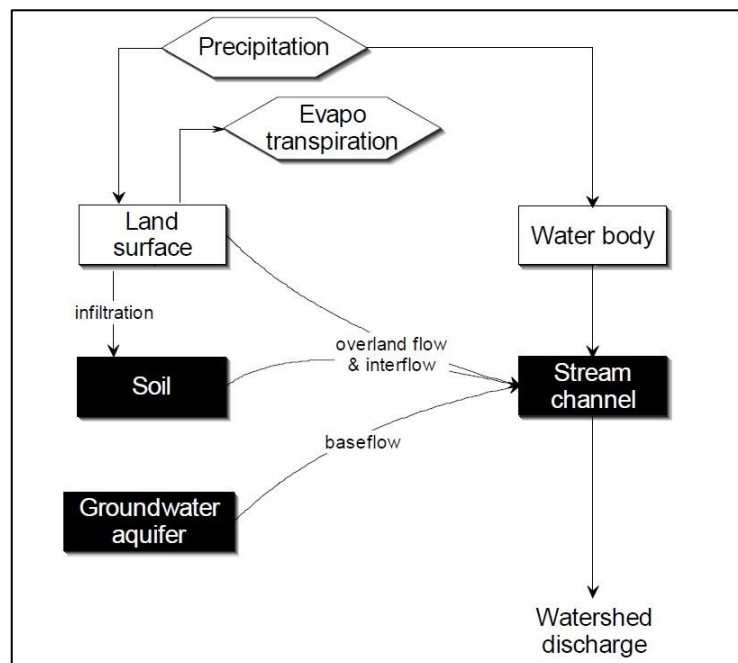 Precipitation
Evapo
transpiration
Land
surface
Water body
infiltration
overland flow
& interflow
Soil
Stream
channel
baseflow
Groundwater
aquifer
Watershed
discharge